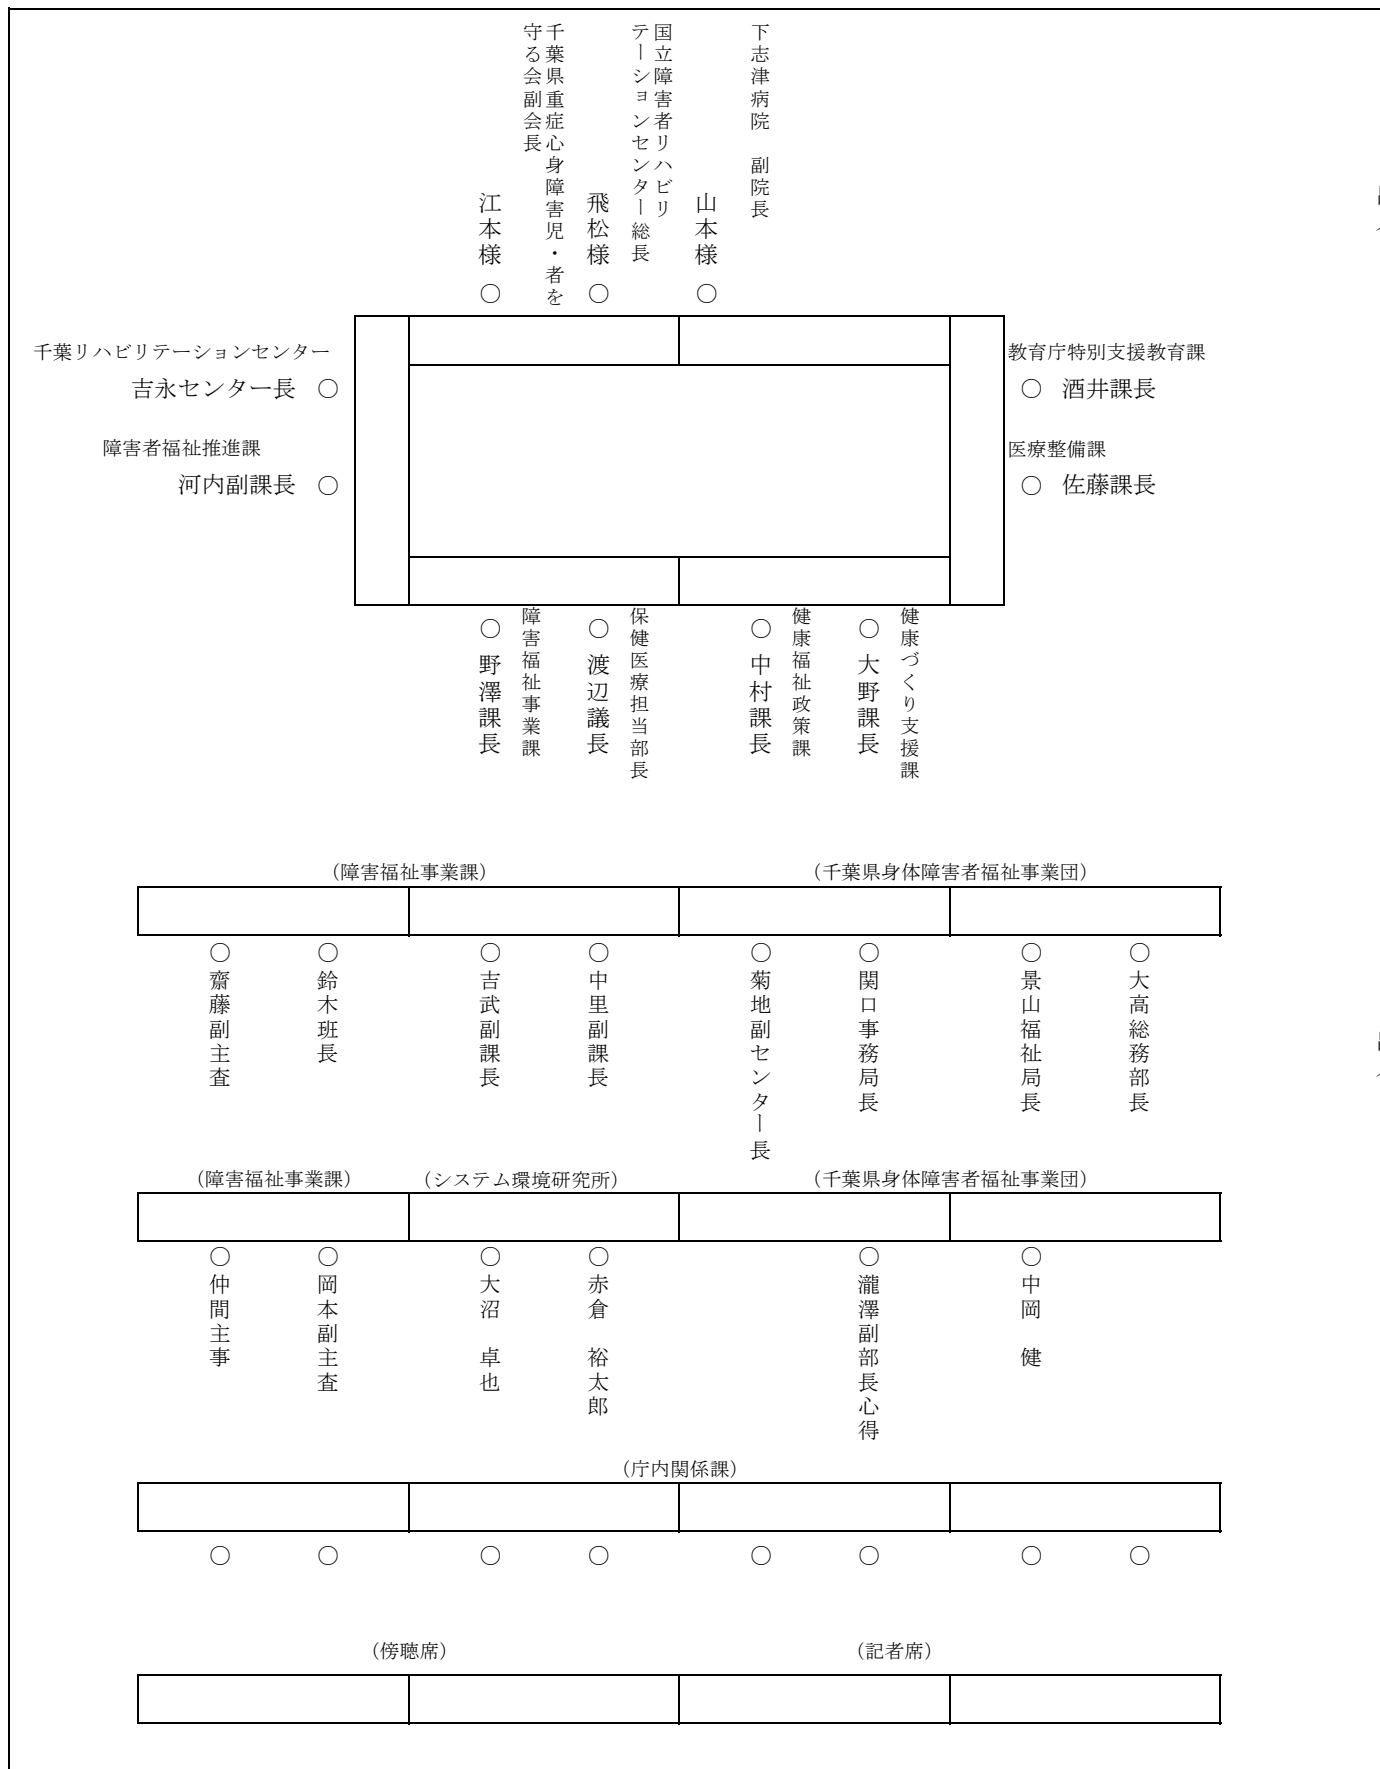 下志津病院　副院長
山本様 ○
国立障害者リハビリ
テーションセンター総長
飛松様 ○
千葉県重症心身障害児・者を
守る会副会長
江本様 ○
千葉リハビリテーションセンター
吉永センター長 ○
障害者福祉推進課
河内副課長 ○
教育庁特別支援教育課
○ 酒井課長
医療整備課
○ 佐藤課長
健康づくり支援課
○ 大野課長
健康福祉政策課
○ 中村課長
保健医療担当部長
○ 渡辺議長
障害福祉事業課
○ 野澤課長
（障害福祉事業課）
（千葉県身体障害者福祉事業団）
○ 齋藤副主査
○ 鈴木班長
○ 吉武副課長
○ 中里副課長
○ 菊地副センター長
○ 関口事務局長
○ 景山福祉局長
○ 大高総務部長
（障害福祉事業課）
（システム環境研究所）
（千葉県身体障害者福祉事業団）
○ 仲間主事
○ 岡本副主査
○ 大沼　卓也
○ 赤倉　裕太郎
○ 瀧澤副部長心得
○ 中岡　健
（庁内関係課）
○ ○ ○ ○ ○ ○ ○ ○
（傍聴席）
（記者席）